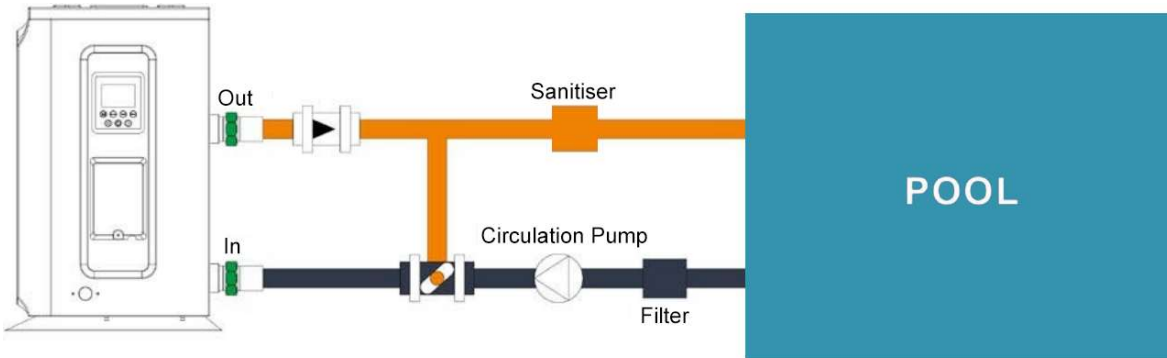 Out
Sanitiser
POOL
In
Circulation Pump
Filter